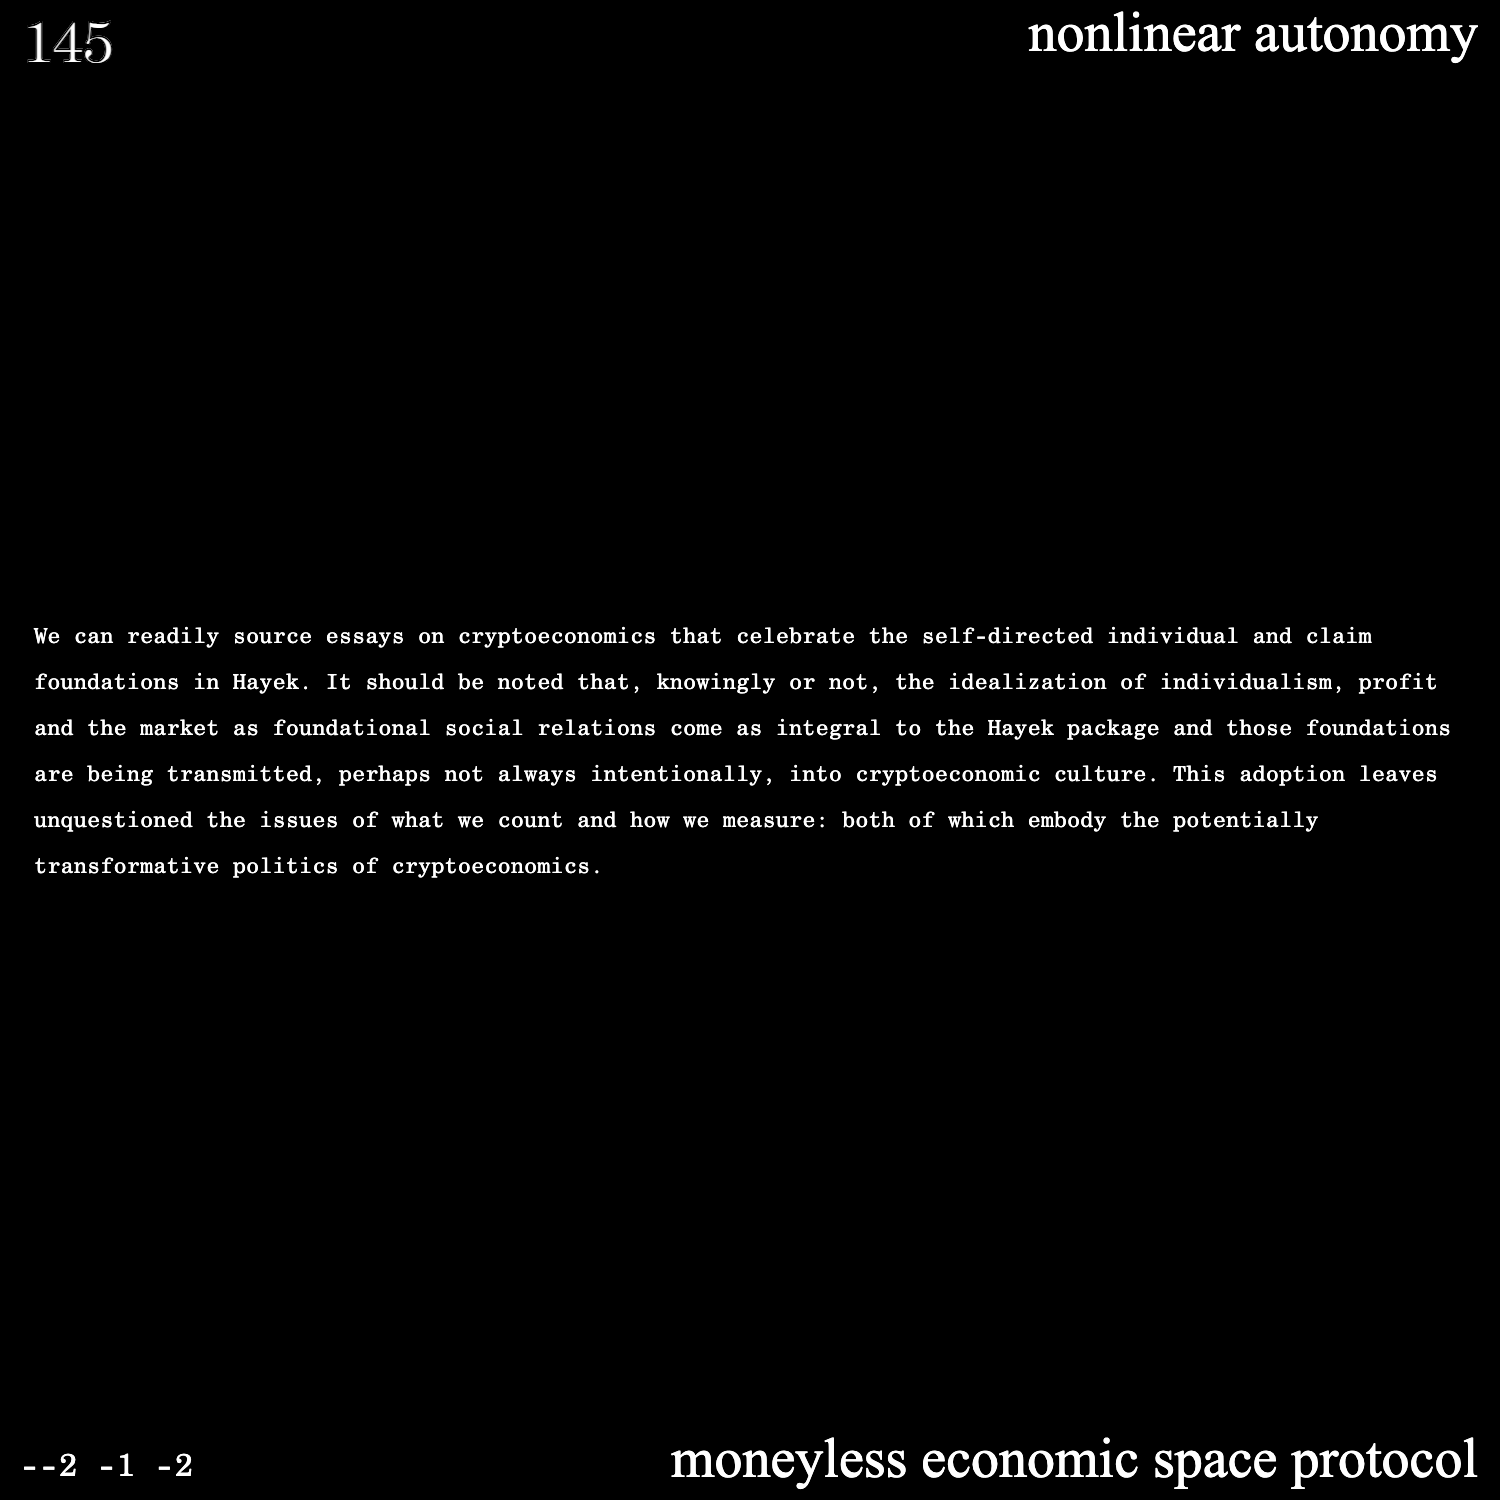 145
nonlinear autonomy
We can readily source essays on cryptoeconomics that celebrate the self-directed individual and claim
foundations in Hayek. It should be noted that, knowingly or not, the idealization of individualism, profit
and the market as foundational social relations come as integral to the Hayek package and those foundations
are being transmitted, perhaps not always intentionally, into cryptoeconomic culture. This adoption leaves
unquestioned the issues of what we count and how we measure: both of which embody the potentially
transformative politics of cryptoeconomics.
--2 -1 -2
moneyless economic space protocol